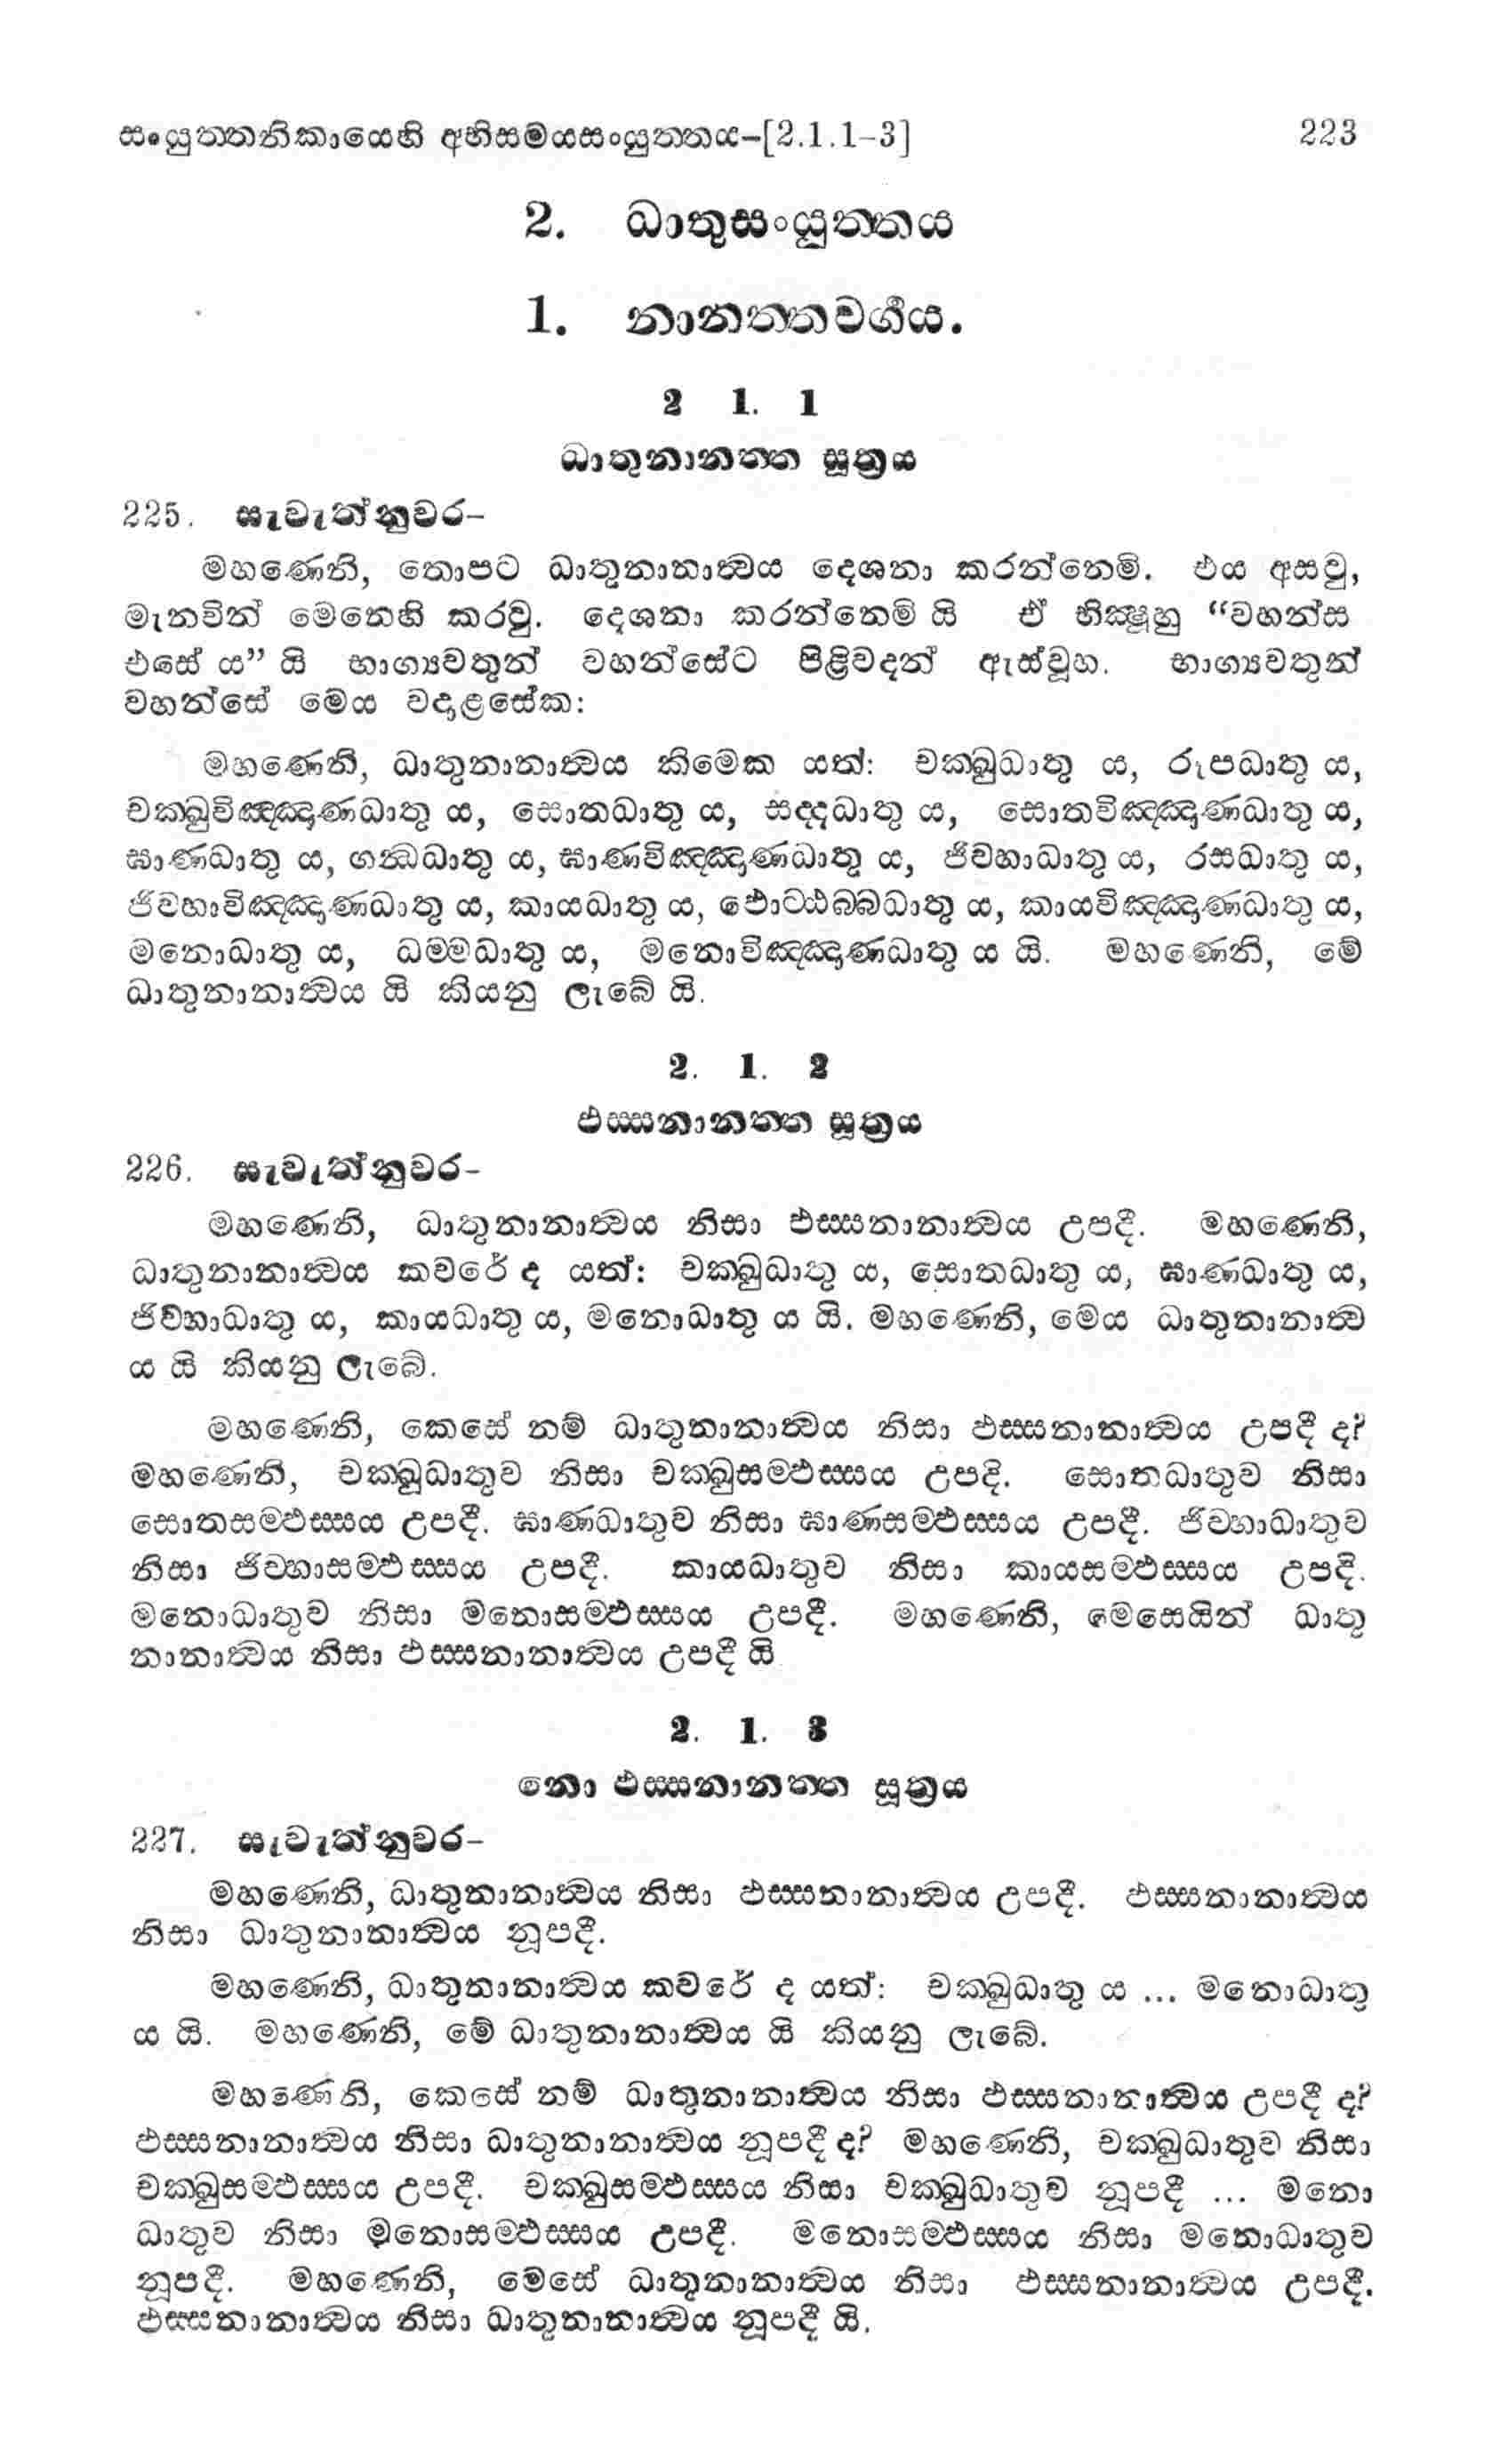 සංයුත්තනිකායෙහි අභිසමයසංයුත්තය–[2.1.1–3] 223
2. ධාතුසංයුත්තය
1. නානත්තවර්ගය.
2 1. 1
ධාතුනානත්ත සූත්‍රය
225. සැවැත්නුවර–
මහණෙනි, තොපට ධාතුනානාත්වය දෙශනා කරන්නෙමි. එය අසවු,
මැනවින් මෙනෙහි කරවු. දෙශනා කරන්නෙමි යි ඒ භික්ෂූහු “වහන්ස
එසේ ය” යි භාග්‍යවතුන් වහන්සේට පිළිවදන් ඇස්වූහ. භාග්‍යවතුන්
වහන්සේ මෙය වදාළසේක:
මහණෙනි, ධාතුනානාත්වය කිමෙක යත්: චක්ඛුධාතු ය, රූපධාතු ය,
චක්ඛුවිඤ්ඤාණධාතු ය, සොතධාතු ය, සද්දධාතු ය, සොතවිඤ්ඤාණධාතු ය,
ඝාණධාතු ය, ගන්ධධාතු ය, ඝාණවිඤ්ඤාණධාතු ය, ජිව්හාධාතු ය, රසධාතු ය,
ජිව්හාවිඤ්ඤාණධාතු ය, කායධාතු ය, ඵොට්ඨබ්බධාතු ය, කායවිඤ්ඤාණධාතු ය,
මනොධාතු ය, ධම්මධාතු ය, මනොවිඤ්ඤාණධාතු ය යි. මහණෙනි, මේ
ධාතුනානාත්වය යි කියනු ලැබේ යි.
2. 1. 2
ඵස්සනානත්ත සූත්‍රය
226. සැවැත්නුවර–
මහණෙනි, ධාතුනානාත්වය නිසා ඵස්සනානාත්වය උපදී. මහණෙනි,
ධාතුනානාත්වය කවරේ ද යත්: චක්ඛුධාතු ය, සොතධාතු ය, ඝාණධාතු ය,
ජිව්හාධාතු ය, කායධාතු ය, මනොධාතු ය යි. මහණෙනි, මෙය ධාතුනානාත්ව
ය යි කියනු ලැබේ.
මහණෙනි, කෙසේ නම් ධාතුනානාත්වය නිසා ඵස්සනානාත්වය උපදී ද?
මහණෙනි, චක්ඛුධාතුව නිසා චක්ඛුසම්ඵස්සය උපදි. සොතධාතුව නිසා
සොතසම්ඵස්සය උපදී. ඝාණධාතුව නිසා ඝාණසම්ඵස්සය උපදී. ජිව්හාධාතුව
නිසා ජිව්හාසම්ඵස්සය උපදී. කායධාතුව නිසා කායසම්ඵස්සය උපදි.
මනොධාතුව නිසා මනොසම්ඵස්සය උපදී. මහණෙනි, මෙසෙයින් ධාතු
නානාත්වය නිසා ඵස්සනානාත්වය උපදී යි
2. 1. 3
නො ඵස්සනානත්ත සූත්‍රය
227. සැවැත්නුවර–
මහණෙනි, ධාතුනානාත්වය නිසා ඵස්සනානාත්වය උපදී. ඵස්සනානාත්වය
නිසා ධාතුනානාත්වය නූපදී.
මහණෙනි, ධාතුනානාත්වය කවරේ ද යත්: චක්ඛුධාතු ය ... මනොධාතු
ය යි. මහණෙනි, මේ ධාතුනානාත්වය යි කියනු ලැබේ.
මහණෙනි, කෙසේ නම් ධාතුනානාත්වය නිසා ඵස්සනානාත්වය උපදී ද?
ඵස්සනානාත්වය නිසා ධාතුනානාත්වය නූපදී ද? මහණෙනි, චක්ඛුධාතුව නිසා
චක්ඛුසම්ඵස්සය උපදී. චක්ඛුසම්ඵස්සය නිසා චක්ඛුධාතුව නූපදී ... මනො
ධාතුව නිසා මනොසම්ඵස්සය උපදී. මනොසම්ඵස්සය නිසා මනොධාතුව
නූපදී. මහණෙනි, මෙසේ ධාතුනානාත්වය නිසා ඵස්සනානාත්වය උපදී.
ඵස්සනානාත්වය නිසා ධාතුනානාත්වය නූපදී යි.